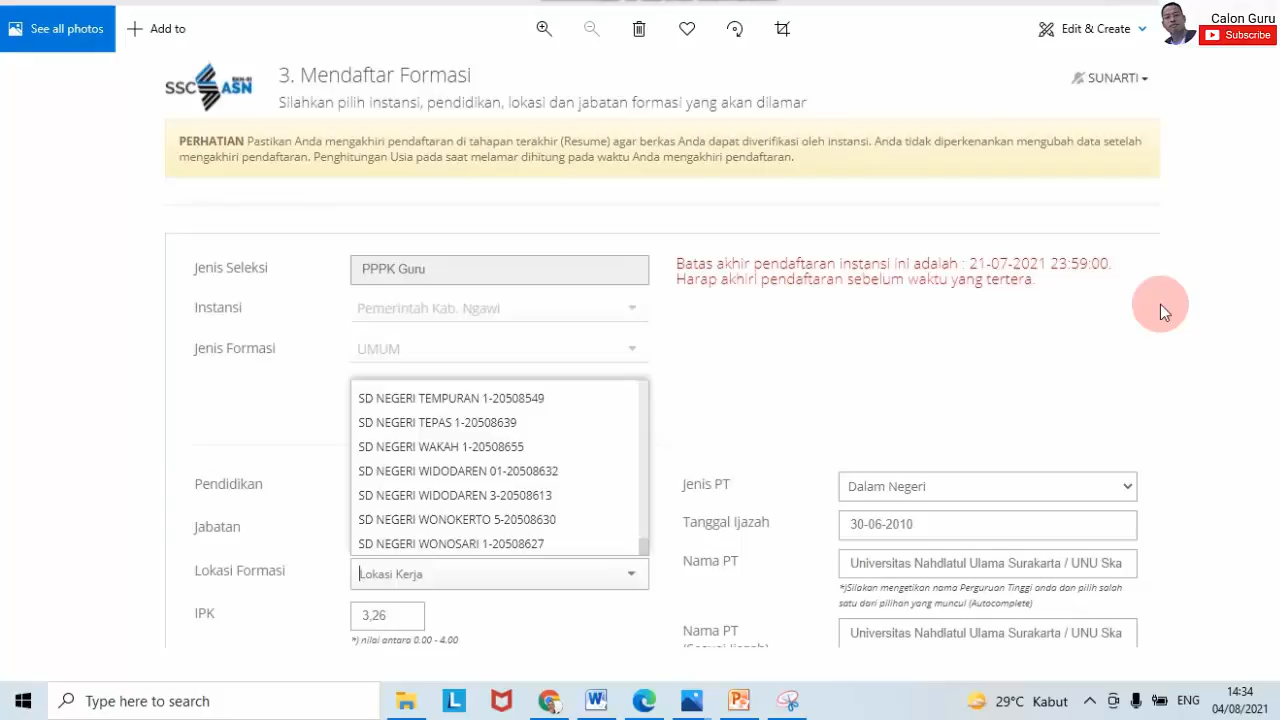 See all photos
Add to
Edit & Create
Calon Guru
Subscribe
SSC ASN
BKN-RI
3. Mendaftar Formasi
Silahkan pilih instansi, pendidikan, lokasi dan jabatan formasi yang akan dilamar
SUNARTI
PERHATIAN Pastikan Anda mengakhiri pendaftaran di tahapan terakhir (Resume) agar berkas Anda dapat diverifikasi oleh instansi. Anda tidak diperkenankan mengubah data setelah
mengakhiri pendaftaran. Penghitungan Usia pada saat melamar dihitung pada waktu Anda mengakhiri pendaftaran.
Jenis Seleksi
PPPK Guru
Batas akhir pendaftaran instansi ini adalah : 21-07-2021 23:59:00.
Harap akhiri pendaftaran sebelum waktu yang tertera.
Instansi
Pemerintah Kab. Ngawi
Jenis Formasi
UMUM
SD NEGERI TEMPURAN 1-20508549
SD NEGERI TEPAS 1-20508639
SD NEGERI WAKAH 1-20508655
SD NEGERI WIDODAREN 01-20508632
SD NEGERI WIDODAREN 3-20508613
SD NEGERI WONOKERTO 5-20508630
SD NEGERI WONOSARI 1-20508627
Pendidikan
Jabatan
Lokasi Formasi
Lokasi Kerja
IPK
3,26
*) nilai antara 0.00 - 4.00
Jenis PT
Dalam Negeri
Tanggal Ijazah
30-06-2010
Nama PT
Universitas Nahdlatul Ulama Surakarta / UNU Ska
*)Silakan mengetikan nama Perguruan Tinggi anda dan pilih salah
satu dari pilihan yang muncul (Autocomplete)
Nama PT
Universitas Nahdlatul Ulama Surakarta / UNU Ska
Type here to search
29°C Kabut
ENG
14:34
04/08/2021